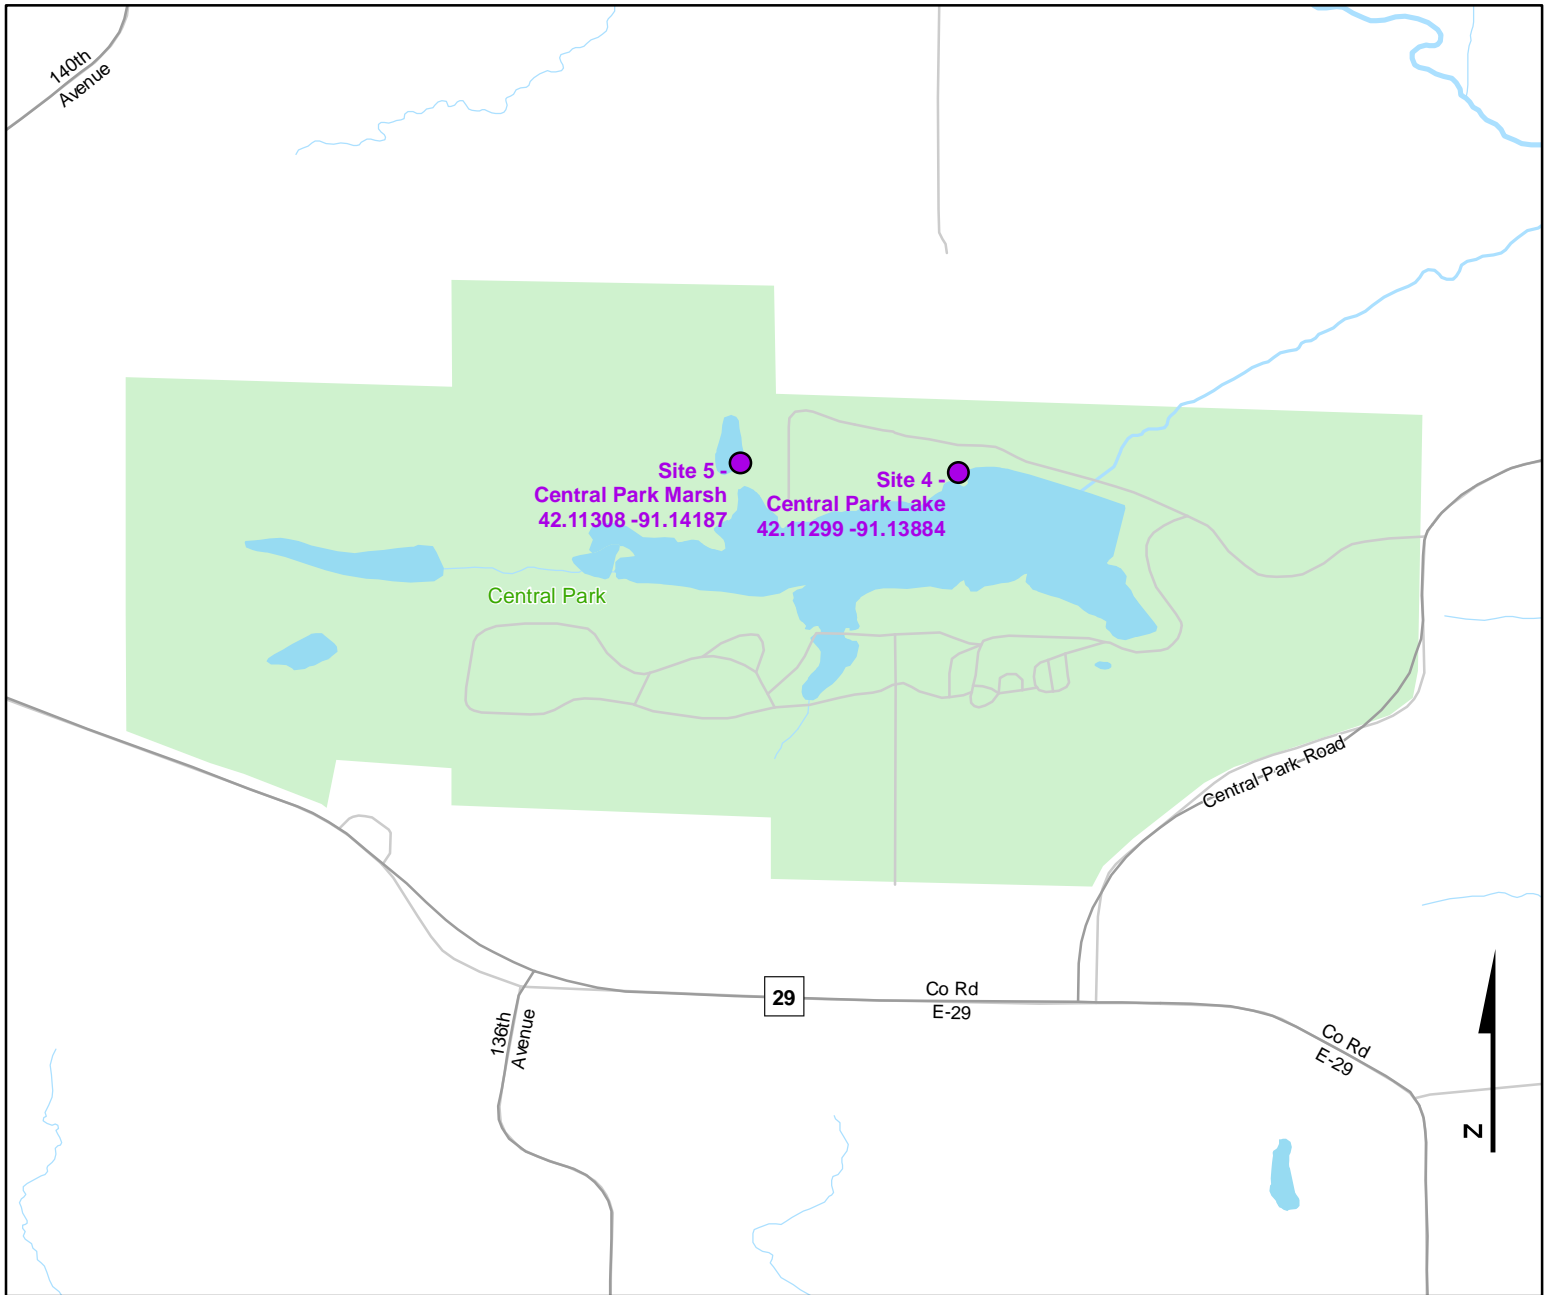 140th
Avenue
Site 5 -
Central Park Marsh
42.11308 -91.14187
Site 4 -
Central Park Lake
42.11299 -91.13884
Central Park
Central Park Road
29
Co Rd
E-29
136th
Avenue
Co Rd
E-29
N